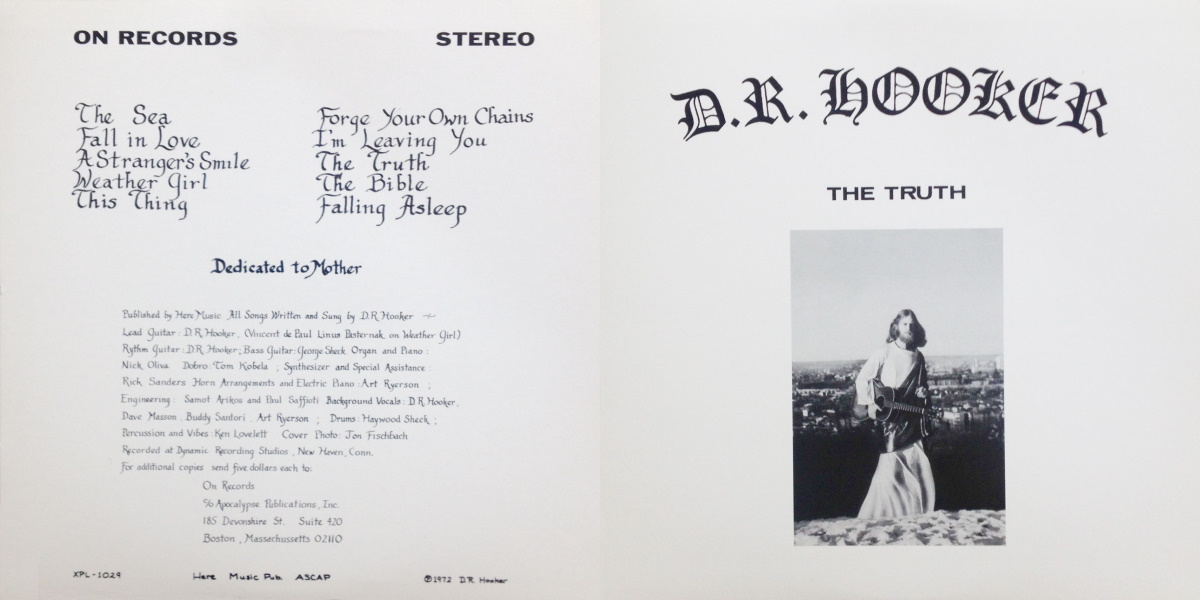 ON RECORDS STEREO
The Sea
Fall in Love
A Stranger's Smile
Weather Girl
This Thing
Forge Your Own Chains
I'm Leaving You
The Truth
The Bible
Falling Asleep
Dedicated to Mother
Published by Here Music All Songs Written and Sung by D.R. Hooker
Lead Guitar: D.R. Hooker, (Vincent de Paul Linus Pasternak on Weather Girl)
Rythm Guitar: D.R. Hooker; Bass Guitar: George Sheck Organ and Piano:
Nick Oliva Dobro: Tom Kobela ; Synthesizer and Special Assistance:
Rick Sanders Horn Arrangements and Electric Piano: Art Ryerson ;
Engineering: Samot Arikos and Paul Saffioti Background Vocals: D.R. Hooker,
Dave Masson, Buddy Santori, Art Ryerson ; Drums: Haywood Sheck ;
Percussion and Vibes: Ken Lovelett Cover Photo: Jon Fischbach
Recorded at Dynamic Recording Studios, New Haven, Conn.
For additional copies send five dollars each to:
On Records
℅ Apocalypse Publications, Inc.
185 Devonshire St. Suite 420
Boston, Massachusetts 02110
XPL-1029 Here Music Pub. ASCAP ℗1972 D.R. Hooker
D.R. HOOKER
THE TRUTH